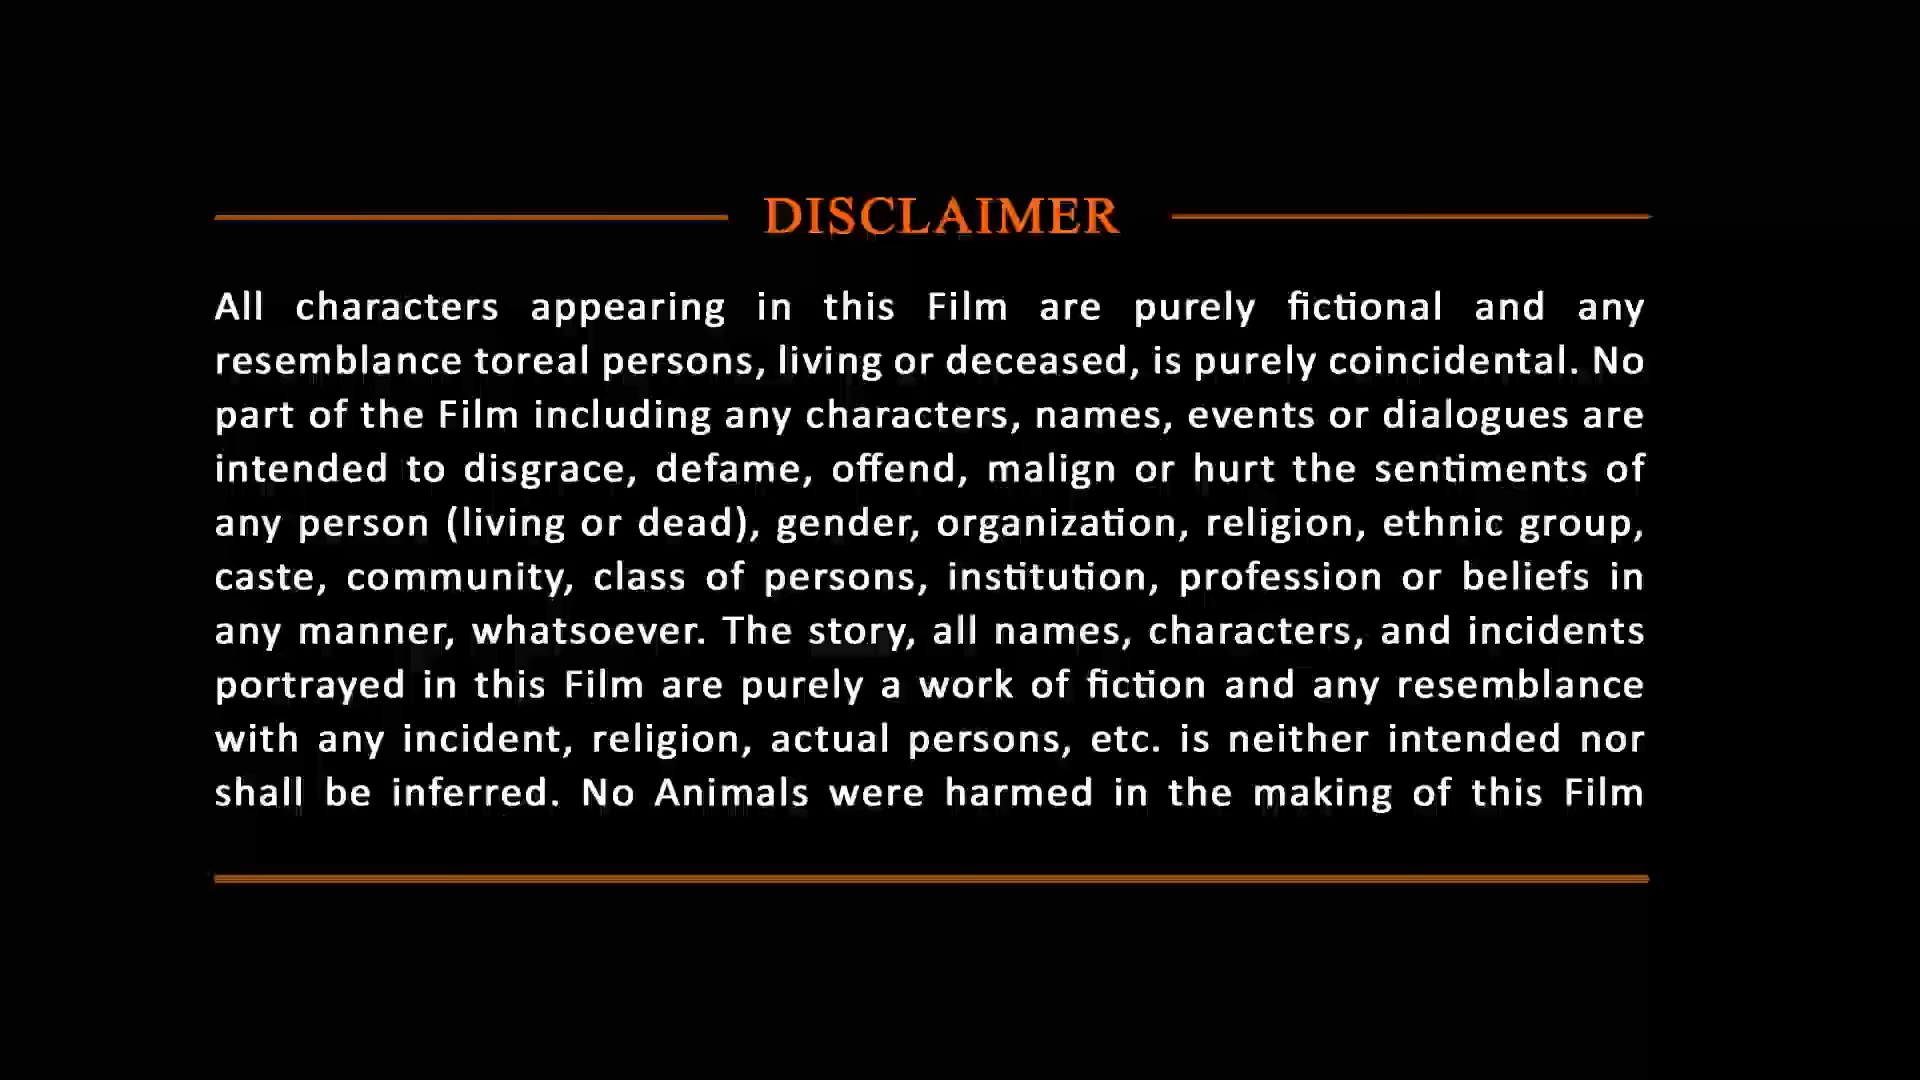 DISCLAIMER
All characters appearing in this Film are purely fictional and any
resemblance toreal persons, living or deceased, is purely coincidental. No
part of the Film including any characters, names, events or dialogues are
intended to disgrace, defame, offend, malign or hurt the sentiments of
any person (living or dead), gender, organization, religion, ethnic group,
caste, community, class of persons, institution, profession or beliefs in
any manner, whatsoever. The story, all names, characters, and incidents
portrayed in this Film are purely a work of fiction and any resemblance
with any incident, religion, actual persons, etc. is neither intended nor
shall be inferred. No Animals were harmed in the making of this Film